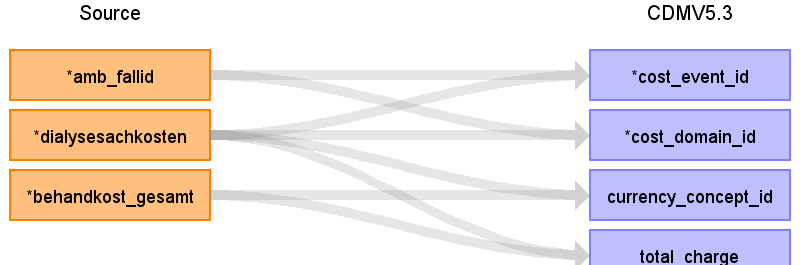 Source
CDMV5.3
*amb_fallid
*cost_event_id
*dialysesachkosten
*cost_domain_id
*behandkost_gesamt
currency_concept_id
total_charge